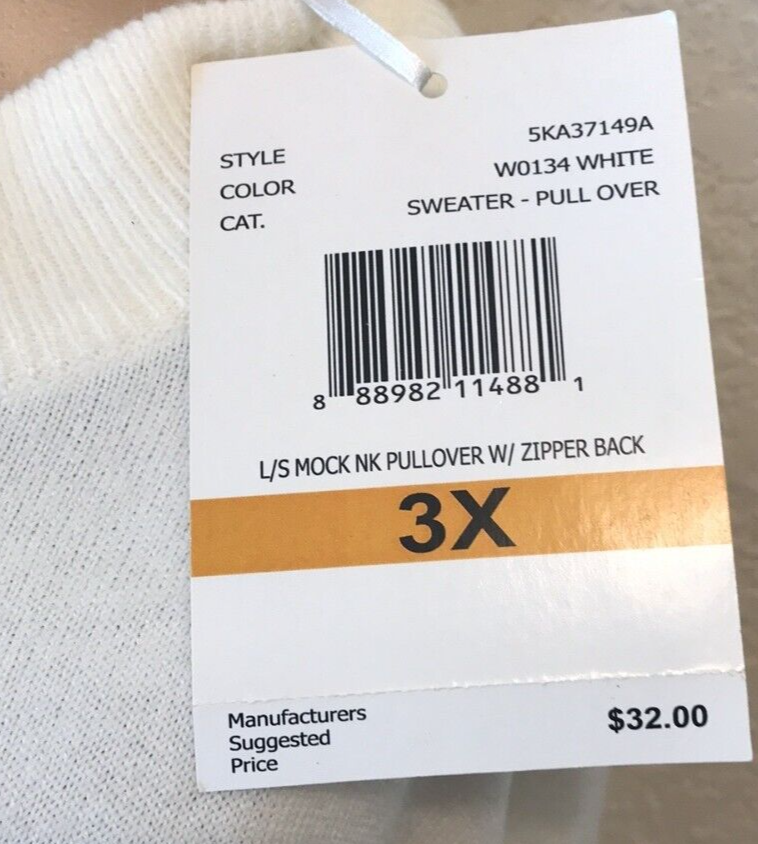 STYLE 5KA37149A
COLOR W0134 WHITE
CAT. SWEATER - PULL OVER
8 88982 11488 1
L/S MOCK NK PULLOVER W/ ZIPPER BACK
3X
Manufacturers
Suggested
Price
$32.00